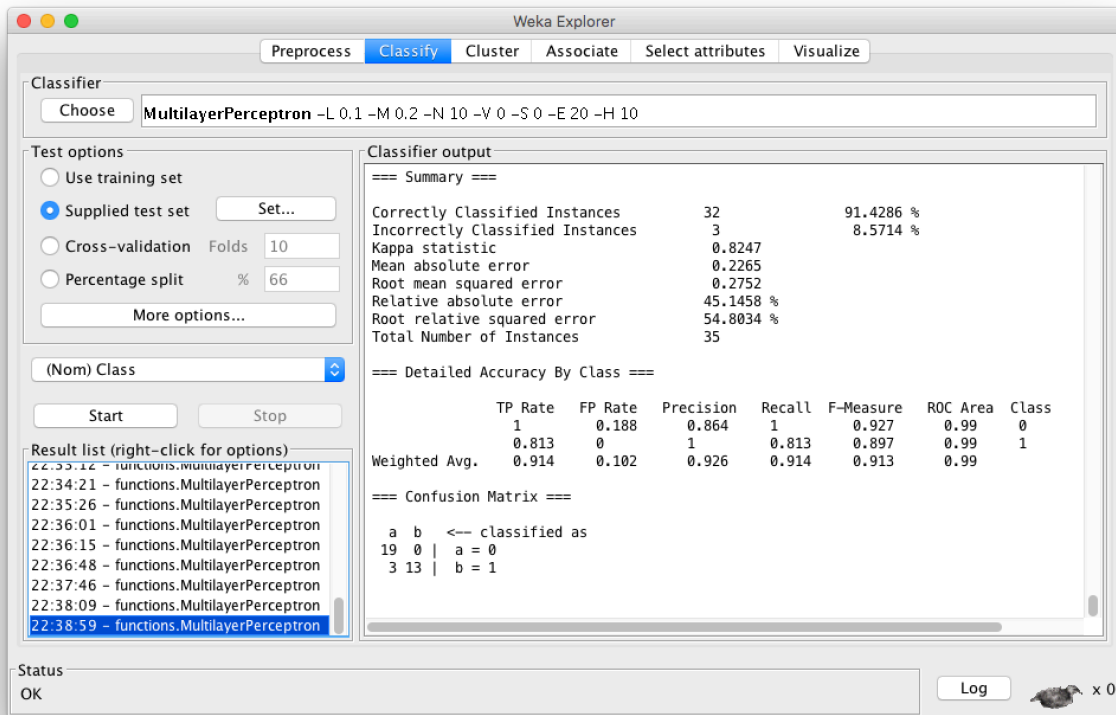 Weka Explorer
Preprocess Classify Cluster Associate Select attributes Visualize
Classifier
Choose MultilayerPerceptron -L 0.1 -M 0.2 -N 10 -V 0 -S 0 -E 20 -H 10
Test options
Use training set
Supplied test set Set...
Cross-validation Folds 10
Percentage split % 66
More options...
(Nom) Class
Start Stop
Result list (right-click for options)
22:33:12 - functions.MultilayerPerceptron
22:34:21 - functions.MultilayerPerceptron
22:35:26 - functions.MultilayerPerceptron
22:36:01 - functions.MultilayerPerceptron
22:36:15 - functions.MultilayerPerceptron
22:36:48 - functions.MultilayerPerceptron
22:37:46 - functions.MultilayerPerceptron
22:38:09 - functions.MultilayerPerceptron
22:38:59 - functions.MultilayerPerceptron
Classifier output
=== Summary ===
Correctly Classified Instances 32 91.4286 %
Incorrectly Classified Instances 3 8.5714 %
Kappa statistic 0.8247
Mean absolute error 0.2265
Root mean squared error 0.2752
Relative absolute error 45.1458 %
Root relative squared error 54.8034 %
Total Number of Instances 35
=== Detailed Accuracy By Class ===
TP Rate FP Rate Precision Recall F-Measure ROC Area Class
1 0.188 0.864 1 0.927 0.99 0
0.813 0 1 0.813 0.897 0.99 1
Weighted Avg. 0.914 0.102 0.926 0.914 0.913 0.99
=== Confusion Matrix ===
a b <-- classified as
19 0 | a = 0
3 13 | b = 1
Status
OK
Log x 0